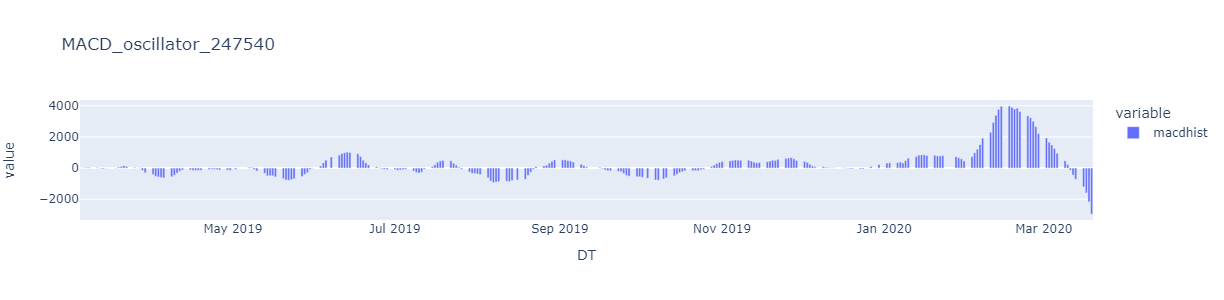 MACD_oscillator_247540
4000
2000
0
−2000
value
May 2019
Jul 2019
Sep 2019
Nov 2019
Jan 2020
Mar 2020
DT
variable
macdhist